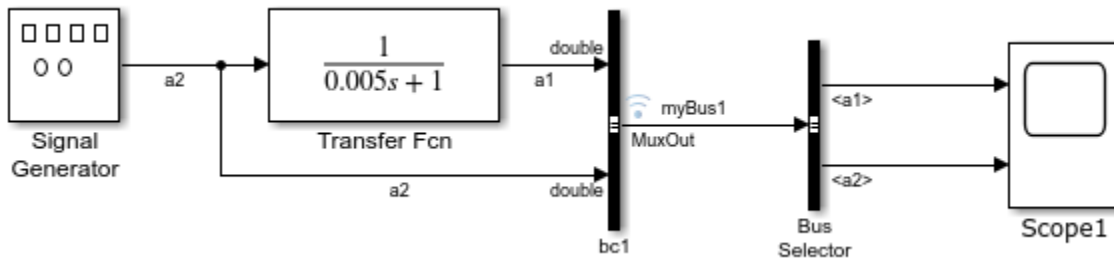 Signal
Generator
a2
1
0.005s + 1
Transfer Fcn
a1
double
a2
double
bc1
myBus1
MuxOut
<a1>
<a2>
Bus
Selector
Scope1